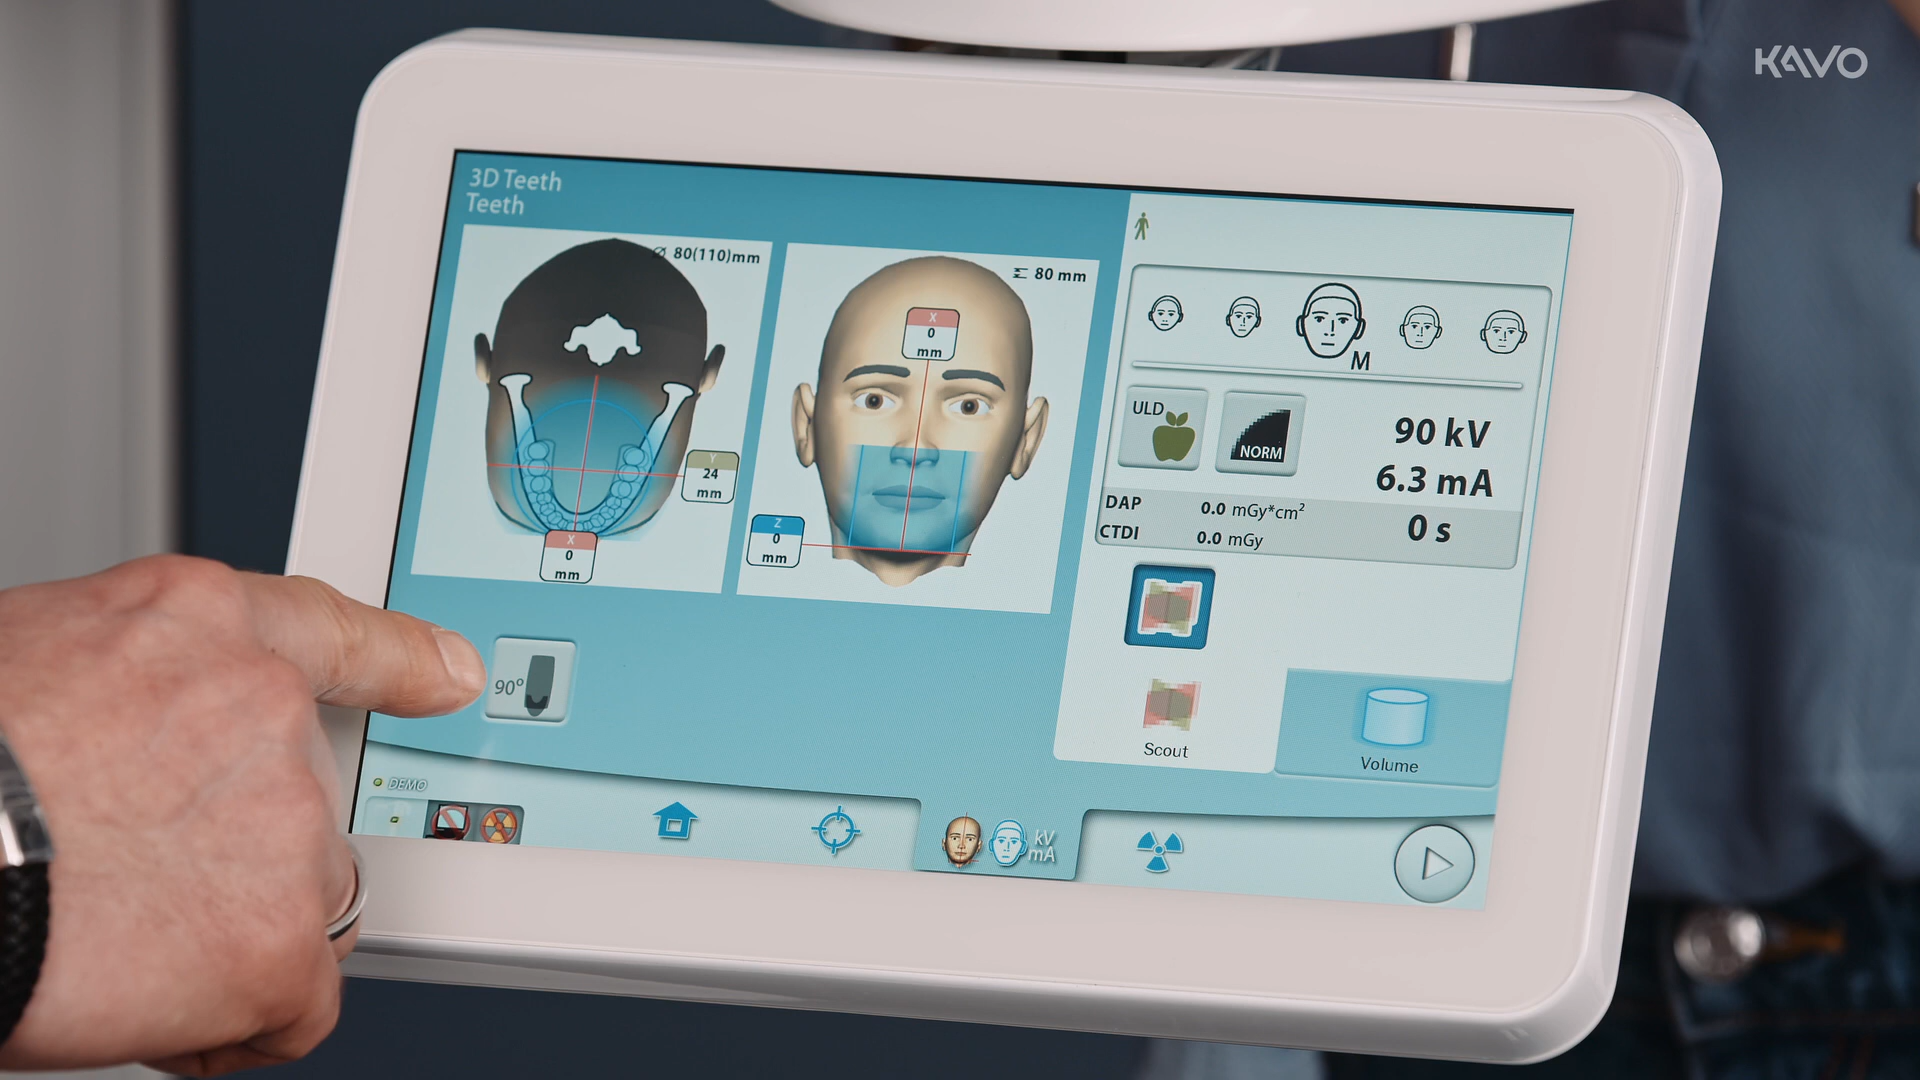 KAVO
3D Teeth
Teeth
⌀ 80(110)mm
80 mm
X
0
mm
M
Y
24
mm
X
0
mm
Z
0
mm
ULD
NORM
90 kV
6.3 mA
DAP 0.0 mGy*cm²
CTDI 0.0 mGy
0 s
90°
Scout
Volume
DEMO
kV
mA